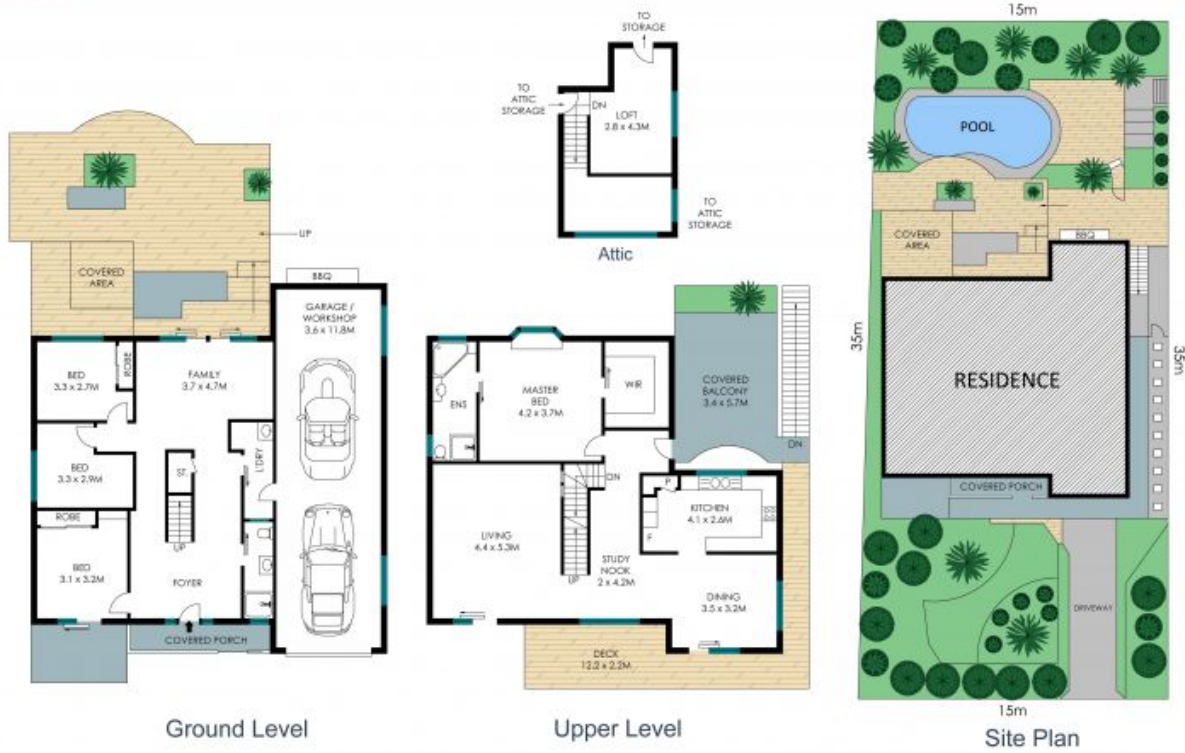 COVERED
AREA
UP
BBQ
GARAGE /
WORKSHOP
3.6 x 11.8M
BED
3.3 x 2.7M
ROBE
FAMILY
3.7 x 4.7M
BED
3.3 x 2.9M
ST.
L'DRY
ROBE
UP
BED
3.1 x 3.2M
FOYER
COVERED PORCH
Ground Level
TO
STORAGE
TO
ATTIC
STORAGE
DN
LOFT
2.8 x 4.3M
TO
ATTIC
STORAGE
Attic
ENS
MASTER
BED
4.2 x 3.7M
WIR
COVERED
BALCONY
3.4 x 5.7M
DN
DN
P
KITCHEN
4.1 x 2.6M
F
LIVING
6.4 x 5.3M
UP
STUDY
NOOK
2 x 4.2M
DINING
3.5 x 3.2M
DECK
12.2 x 2.2M
Upper Level
15m
POOL
COVERED
AREA
BBQ
35m
35m
RESIDENCE
COVERED PORCH
DRIVEWAY
15m
Site Plan